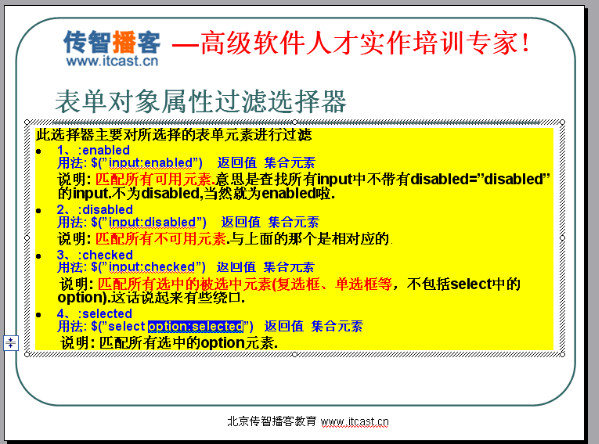 传智播客 —高级软件人才实作培训专家!
www.itcast.cn
表单对象属性过滤选择器
此选择器主要对所选择的表单元素进行过滤
• 1、:enabled
用法: $("input:enabled") 返回值 集合元素
说明: 匹配所有可用元素.意思是查找所有input中不带有disabled="disabled"
的input.不为disabled,当然就为enabled啦.
• 2、:disabled
用法: $("input:disabled") 返回值 集合元素
说明: 匹配所有不可用元素.与上面的那个是相对应的.
• 3、:checked
用法: $("input:checked") 返回值 集合元素
说明: 匹配所有选中的被选中元素(复选框、单选框等，不包括select中的
option).这话说起来有些绕口.
• 4、:selected
用法: $("select option:selected") 返回值 集合元素
说明: 匹配所有选中的option元素.
北京传智播客教育 www.itcast.cn